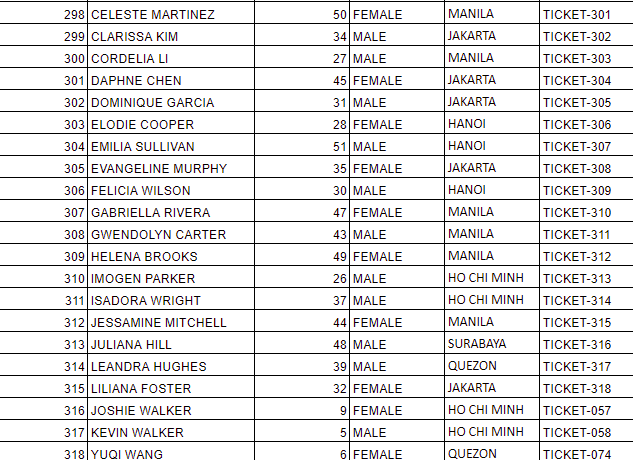 298 CELESTE MARTINEZ 50 FEMALE MANILA TICKET-301
299 CLARISSA KIM 34 MALE JAKARTA TICKET-302
300 CORDELIA LI 27 MALE MANILA TICKET-303
301 DAPHNE CHEN 45 FEMALE JAKARTA TICKET-304
302 DOMINIQUE GARCIA 31 MALE JAKARTA TICKET-305
303 ELODIE COOPER 28 FEMALE HANOI TICKET-306
304 EMILIA SULLIVAN 51 MALE HANOI TICKET-307
305 EVANGELINE MURPHY 35 FEMALE JAKARTA TICKET-308
306 FELICIA WILSON 30 MALE HANOI TICKET-309
307 GABRIELLA RIVERA 47 FEMALE MANILA TICKET-310
308 GWENDOLYN CARTER 43 MALE MANILA TICKET-311
309 HELENA BROOKS 49 FEMALE MANILA TICKET-312
310 IMOGEN PARKER 26 MALE HO CHI MINH TICKET-313
311 ISADORA WRIGHT 37 MALE HO CHI MINH TICKET-314
312 JESSAMINE MITCHELL 44 FEMALE MANILA TICKET-315
313 JULIANA HILL 48 MALE SURABAYA TICKET-316
314 LEANDRA HUGHES 39 MALE QUEZON TICKET-317
315 LILIANA FOSTER 32 FEMALE JAKARTA TICKET-318
316 JOSHIE WALKER 9 FEMALE HO CHI MINH TICKET-057
317 KEVIN WALKER 5 MALE HO CHI MINH TICKET-058
318 YUQI WANG 6 FEMALE QUEZON TICKET-074